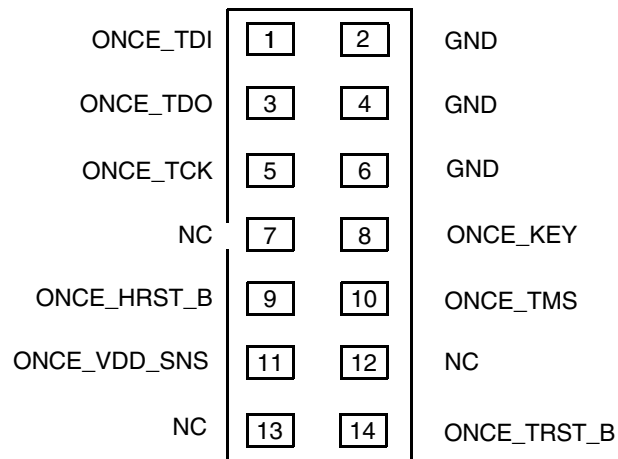 ONCE_TDI 1 2 GND
ONCE_TDO 3 4 GND
ONCE_TCK 5 6 GND
NC 7 8 ONCE_KEY
ONCE_HRST_B 9 10 ONCE_TMS
ONCE_VDD_SNS 11 12 NC
NC 13 14 ONCE_TRST_B